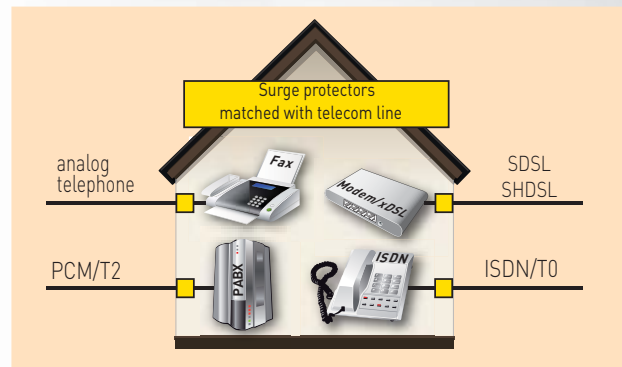 Surge protectors
matched with telecom line
analog
telephone
Fax
Modem/xDSL
SDSL
SHDSL
PCM/T2
PABX
ISDN
ISDN/T0